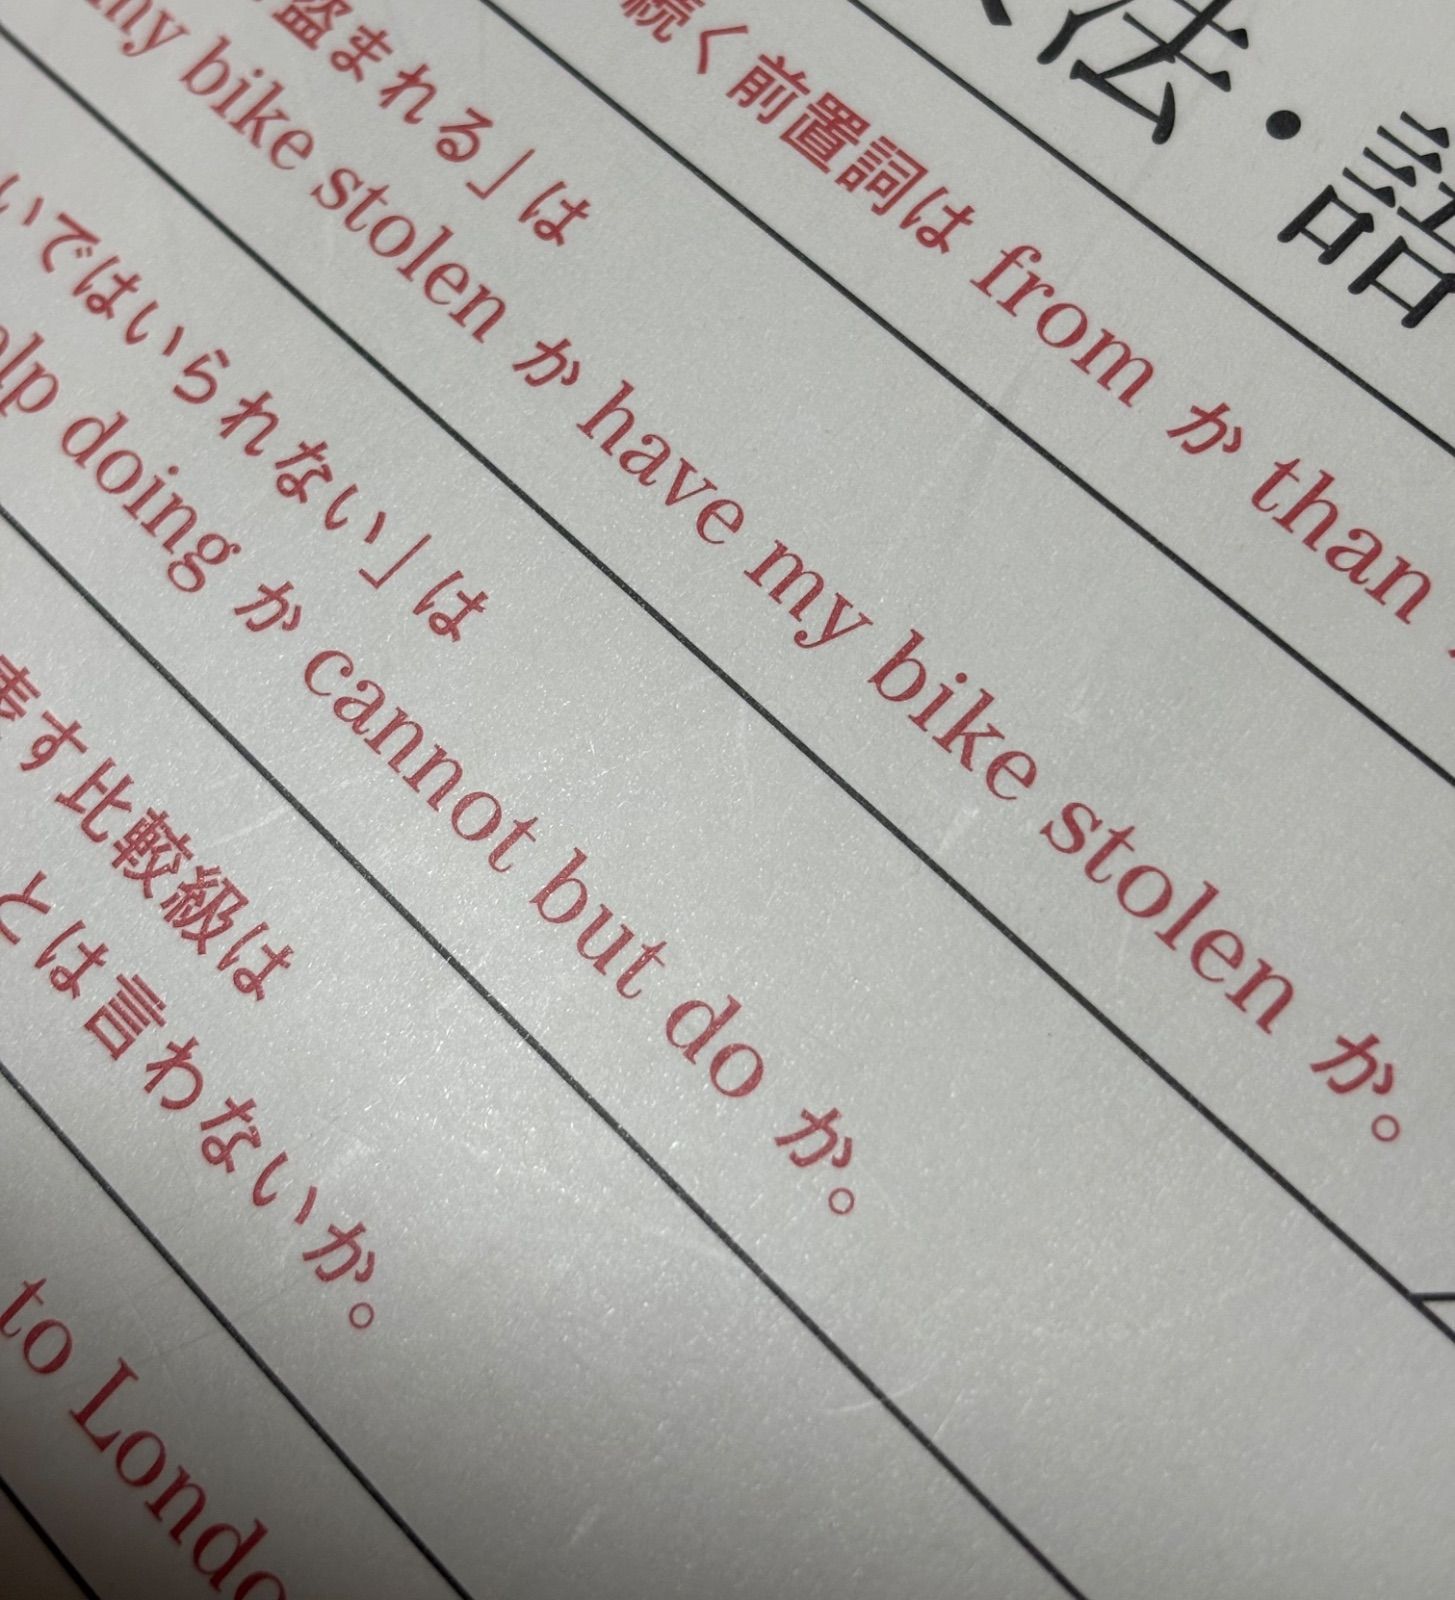 法・語
続く前置詞は from か than
盗まれる」は
my bike stolen か have my bike stolen か。
いではいられない」は
doing か cannot but do か。
表す比較級は
とは言わないか。
to London